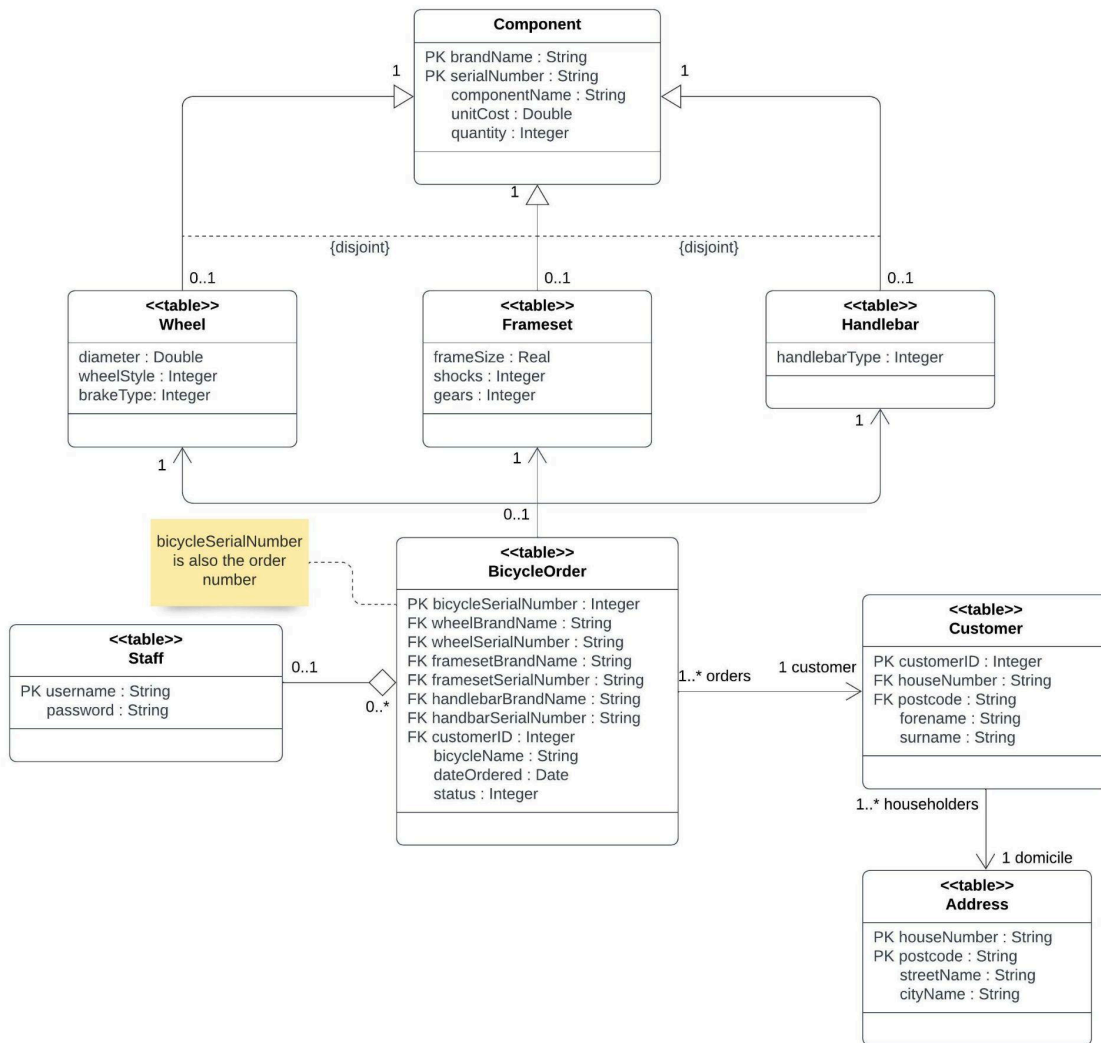 Component
PK brandName : String
PK serialNumber : String
componentName : String
unitCost : Double
quantity : Integer
1
1
1
{disjoint}
{disjoint}
0..1
0..1
0..1
<<table>>
Wheel
diameter : Double
wheelStyle : Integer
brakeType: Integer
<<table>>
Frameset
frameSize : Real
shocks : Integer
gears : Integer
<<table>>
Handlebar
handlebarType : Integer
1
1
1
0..1
bicycleSerialNumber
is also the order
number
<<table>>
BicycleOrder
PK bicycleSerialNumber : Integer
FK wheelBrandName : String
FK wheelSerialNumber : String
FK framesetBrandName : String
FK framesetSerialNumber : String
FK handlebarBrandName : String
FK handbarSerialNumber : String
FK customerID : Integer
bicycleName : String
dateOrdered : Date
status : Integer
<<table>>
Staff
PK username : String
password : String
0..1
0..*
1..* orders
1 customer
<<table>>
Customer
PK customerID : Integer
FK houseNumber : String
FK postcode : String
forename : String
surname : String
1..* householders
1 domicile
<<table>>
Address
PK houseNumber : String
PK postcode : String
streetName : String
cityName : String